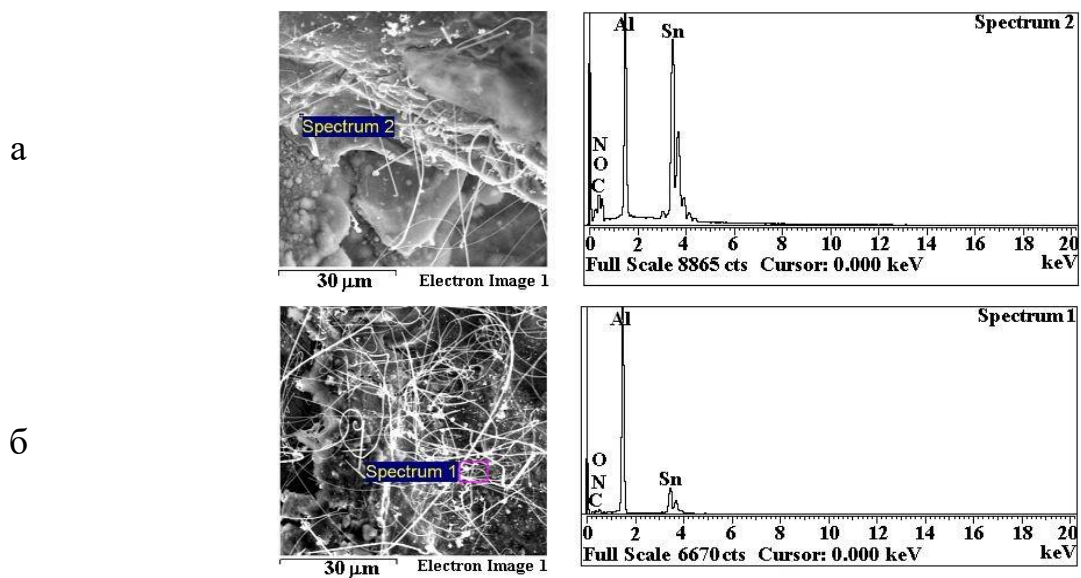 а
Spectrum 2
30 μm
Electron Image 1
Spectrum 2
Al
Sn
N
O
C
0 2 4 6 8 10 12 14 16 18 20
Full Scale 8865 cts Cursor: 0.000 keV
keV
б
Spectrum 1
30 μm
Electron Image 1
Spectrum 1
Al
Sn
O
N
C
0 2 4 6 8 10 12 14 16 18 20
Full Scale 6670 cts Cursor: 0.000 keV
keV